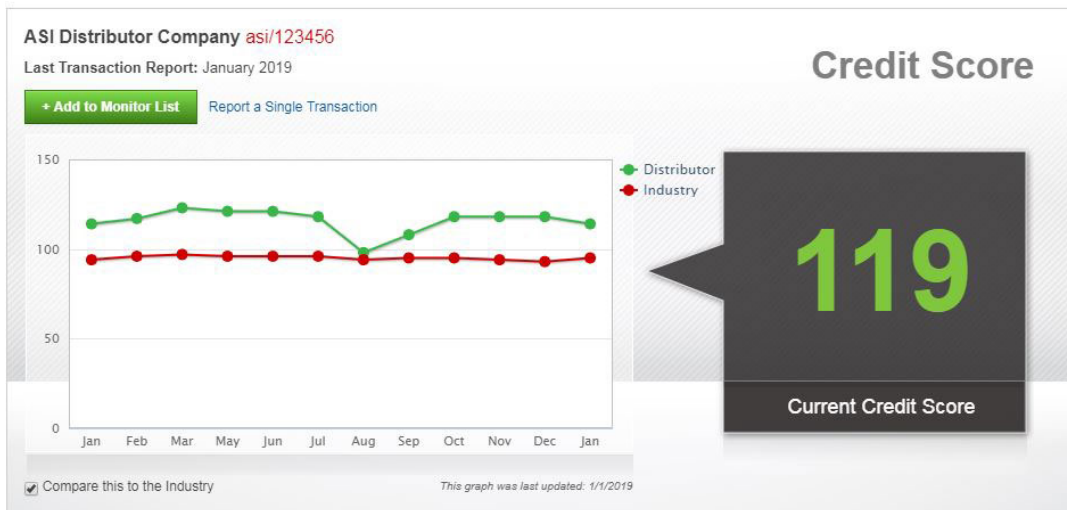 ASI Distributor Company asi/123456
Last Transaction Report: January 2019
Credit Score
+ Add to Monitor List Report a Single Transaction
150
100
50
0
Jan Feb Mar May Jun Jul Aug Sep Oct Nov Dec Jan
Distributor
Industry
119
Current Credit Score
Compare this to the Industry
This graph was last updated: 1/1/2019